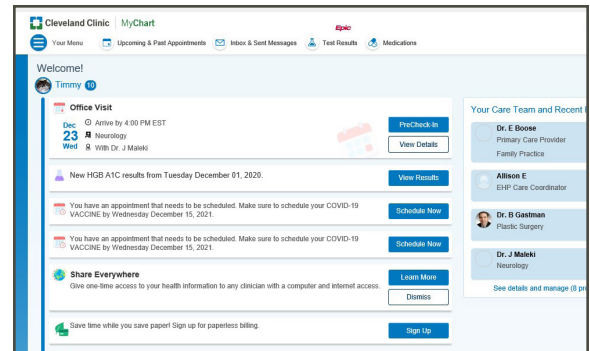 Cleveland Clinic MyChart
Epic
Your Menu Upcoming & Past Appointments Inbox & Sent Messages Test Results Medications
Welcome!
Timmy 10
Office Visit
Dec 23 Wed
Arrive by 4:00 PM EST
Neurology
With Dr. J Maleki
PreCheck-In
View Details
New HGB A1C results from Tuesday December 01, 2020.
View Results
You have an appointment that needs to be scheduled. Make sure to schedule your COVID-19
VACCINE by Wednesday December 15, 2021.
Schedule Now
You have an appointment that needs to be scheduled. Make sure to schedule your COVID-19
VACCINE by Wednesday December 15, 2021.
Schedule Now
Share Everywhere
Give one-time access to your health information to any clinician with a computer and internet access.
Learn More
Dismiss
Save time while you save paper! Sign up for paperless billing.
Sign Up
Your Care Team and Recent
Dr. E Boose
Primary Care Provider
Family Practice
Allison E
EHP Care Coordinator
Dr. B Gastman
Plastic Surgery
Dr. J Maleki
Neurology
See details and manage (8